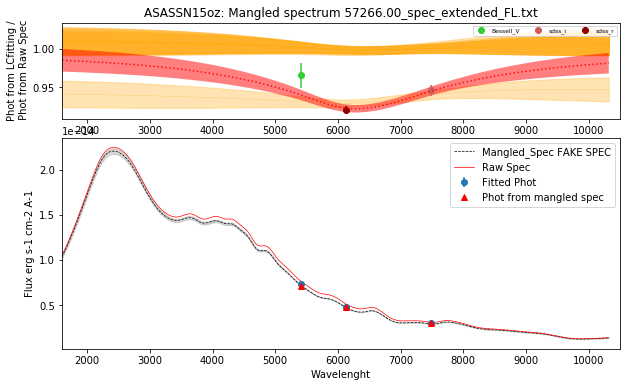 ASASSN15oz: Mangled spectrum 57266.00_spec_extended_FL.txt
Phot from LCfitting /
Phot from Raw Spec
1.00
0.95
Bessell_V
sdss_i
sdss_r
2000 3000 4000 5000 6000 7000 8000 9000 10000
1e−14
Flux erg s-1 cm-2 A-1
2.0
1.5
1.0
0.5
Mangled_Spec FAKE SPEC
Raw Spec
Fitted Phot
Phot from mangled spec
2000 3000 4000 5000 6000 7000 8000 9000 10000
Wavelenght